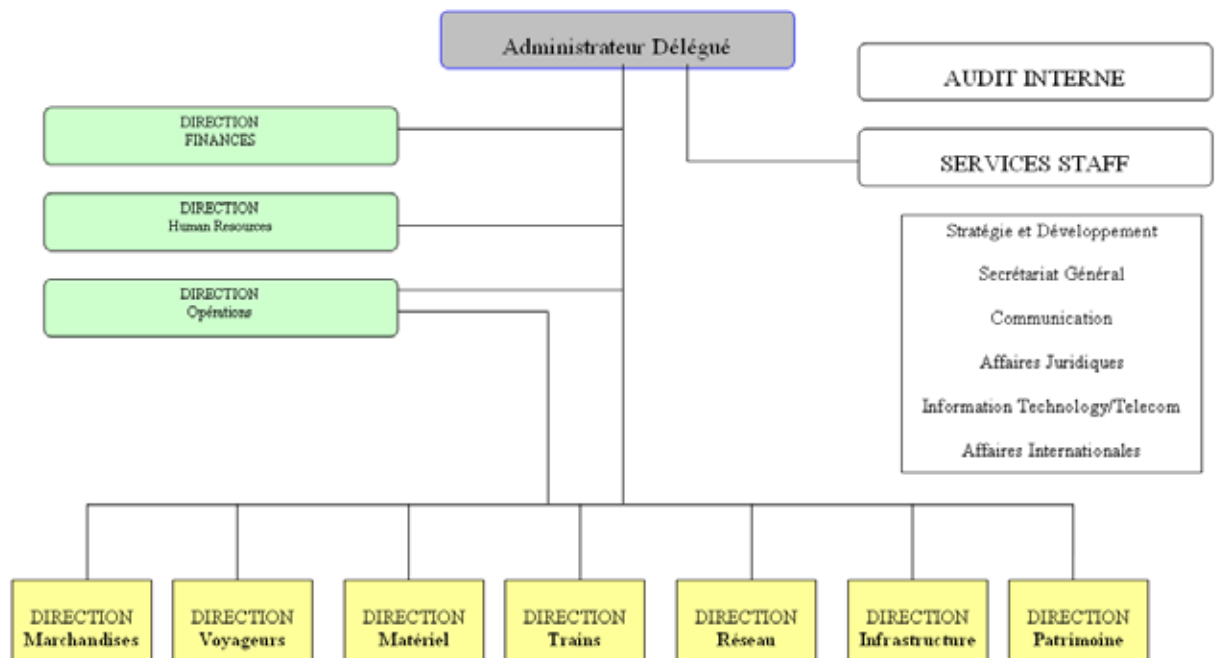 Administrateur Délégué
AUDIT INTERNE
DIRECTION
FINANCES
SERVICES STAFF
DIRECTION
Human Resources
Stratégie et Développement
Secrétariat Général
DIRECTION
Opérations
Communication
Affaires Juridiques
Information Technology/Telecom
Affaires Internationales
DIRECTION
Marchandises
DIRECTION
Voyageurs
DIRECTION
Matériel
DIRECTION
Trains
DIRECTION
Réseau
DIRECTION
Infrastructure
DIRECTION
Patrimoine